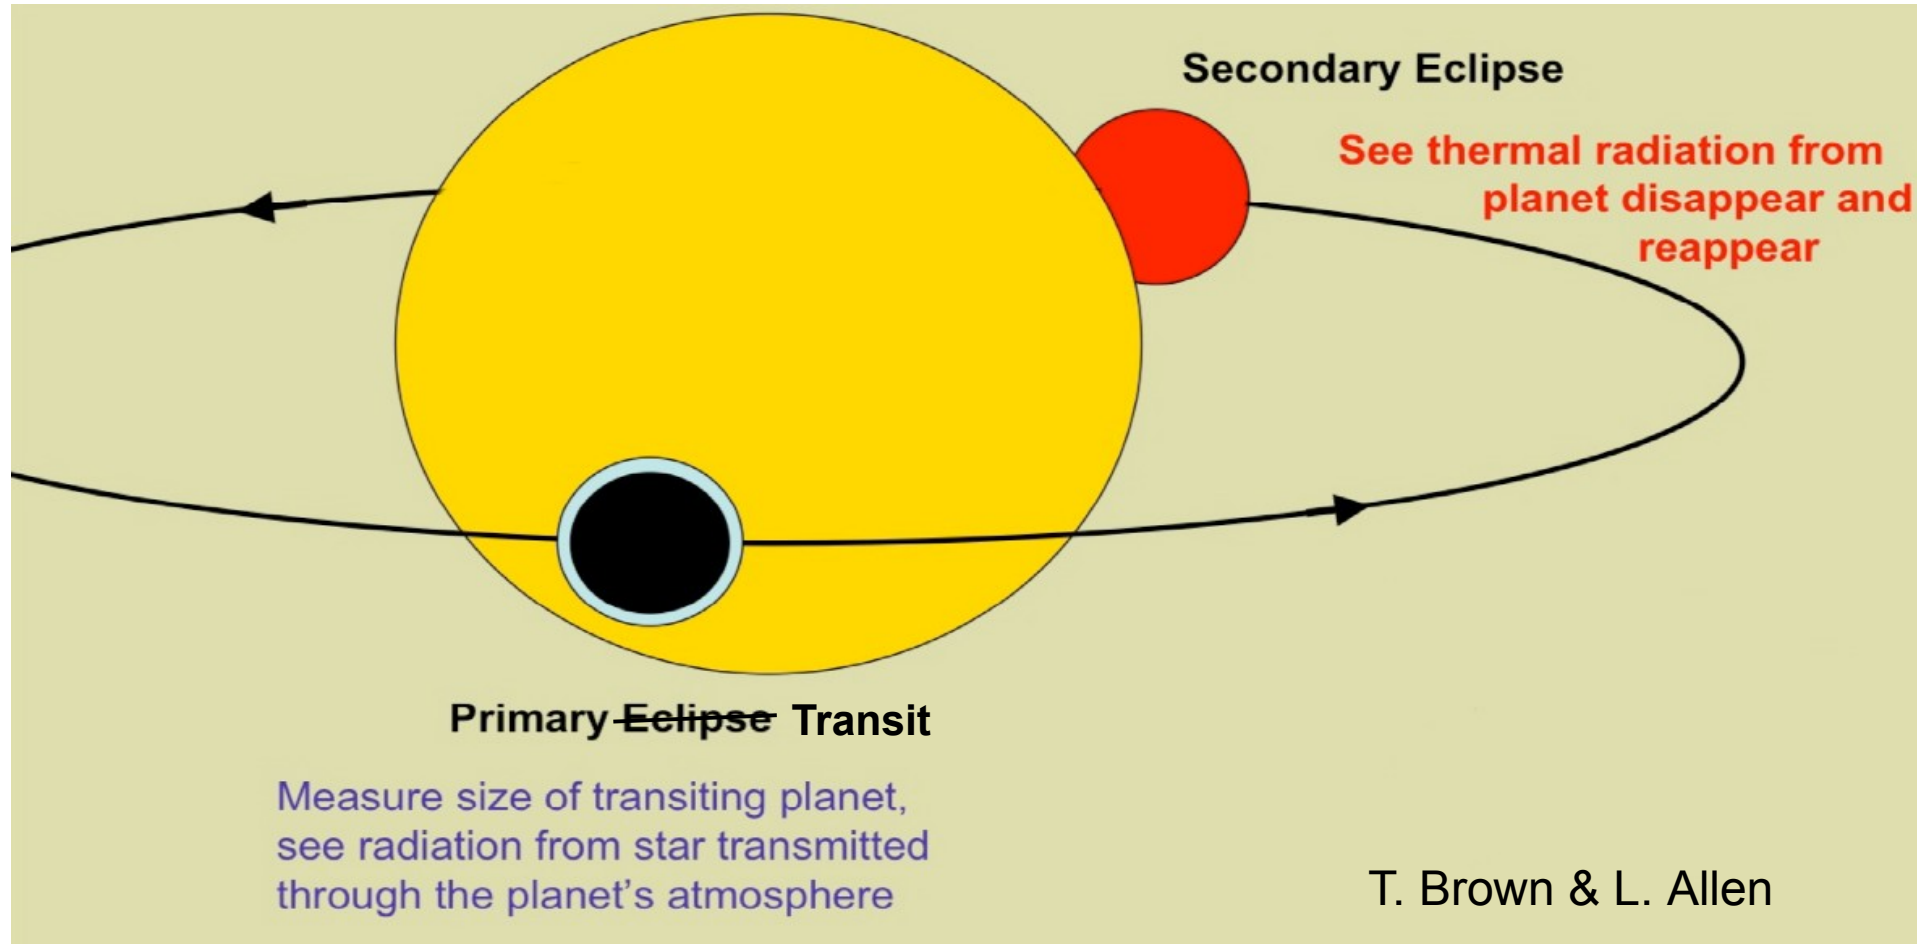 Secondary Eclipse
See thermal radiation from
planet disappear and
reappear
Primary Eclipse Transit
Measure size of transiting planet,
see radiation from star transmitted
through the planet’s atmosphere
T. Brown & L. Allen